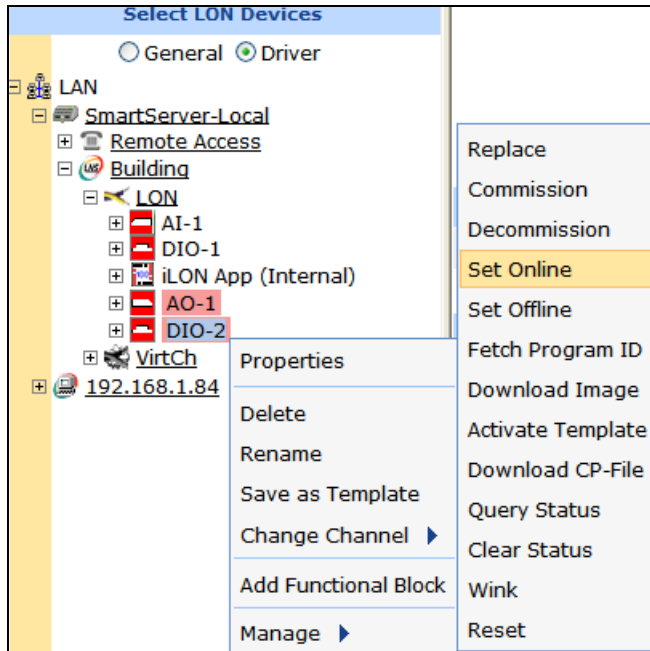 Select LON Devices
General Driver
LAN
SmartServer-Local
Remote Access
Building
LON
AI-1
DIO-1
iLON App (Internal)
AO-1
DIO-2
VirtCh
192.168.1.84
Properties
Delete
Rename
Save as Template
Change Channel
Add Functional Block
Manage
Replace
Commission
Decommission
Set Online
Set Offline
Fetch Program ID
Download Image
Activate Template
Download CP-File
Query Status
Clear Status
Wink
Reset